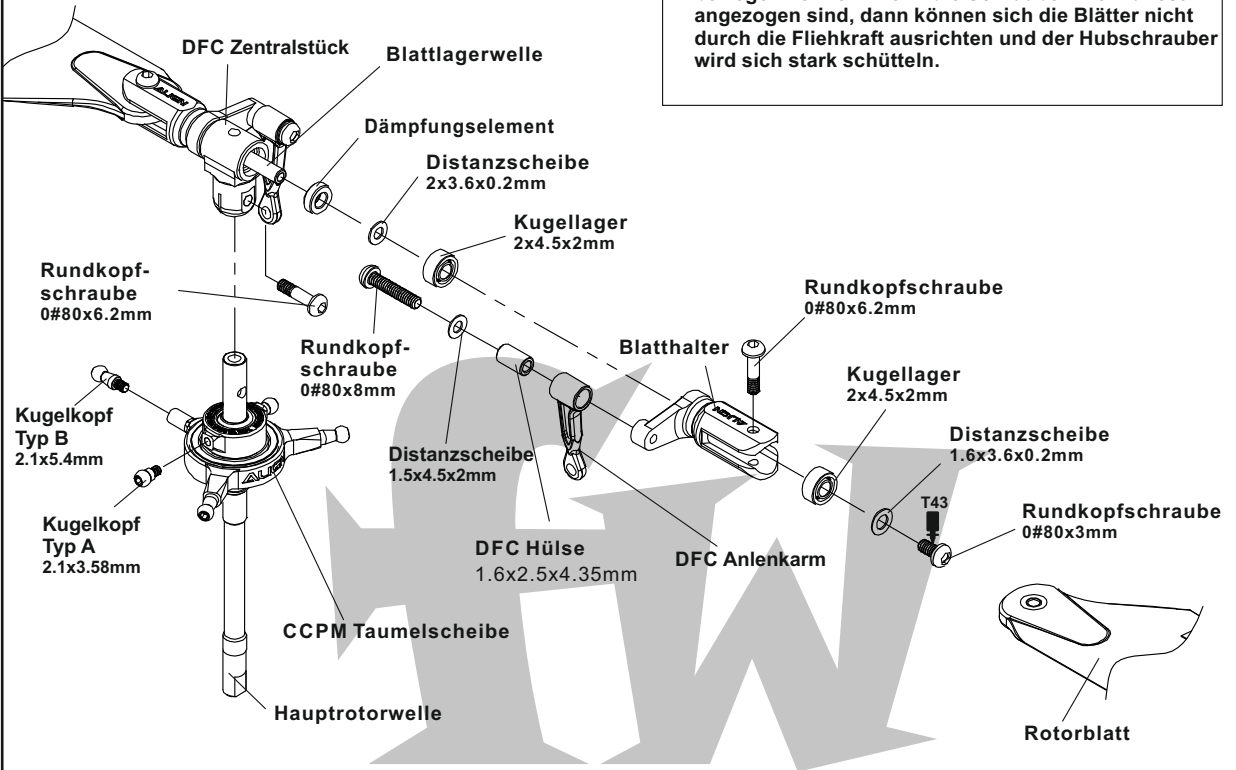 angezogen sind, dann können sich die Blätter nicht
durch die Fliehkraft ausrichten und der Hubschrauber
wird sich stark schütteln.
DFC Zentralstück
Blattlagerwelle
ALIGN
Dämpfungselement
Distanzscheibe
2x3.6x0.2mm
Kugellager
2x4.5x2mm
Rundkopf-
schraube
0#80x6.2mm
Rundkopfschraube
0#80x6.2mm
Rundkopf-
schraube
0#80x8mm
Blatthalter
ALIGN
Kugellager
2x4.5x2mm
Kugelkopf
Typ B
2.1x5.4mm
Distanzscheibe
1.5x4.5x2mm
Distanzscheibe
1.6x3.6x0.2mm
T43
Rundkopfschraube
0#80x3mm
Kugelkopf
Typ A
2.1x3.58mm
DFC Hülse
1.6x2.5x4.35mm
DFC Anlenkarm
CCPM Taumelscheibe
Hauptrotorwelle
Rotorblatt